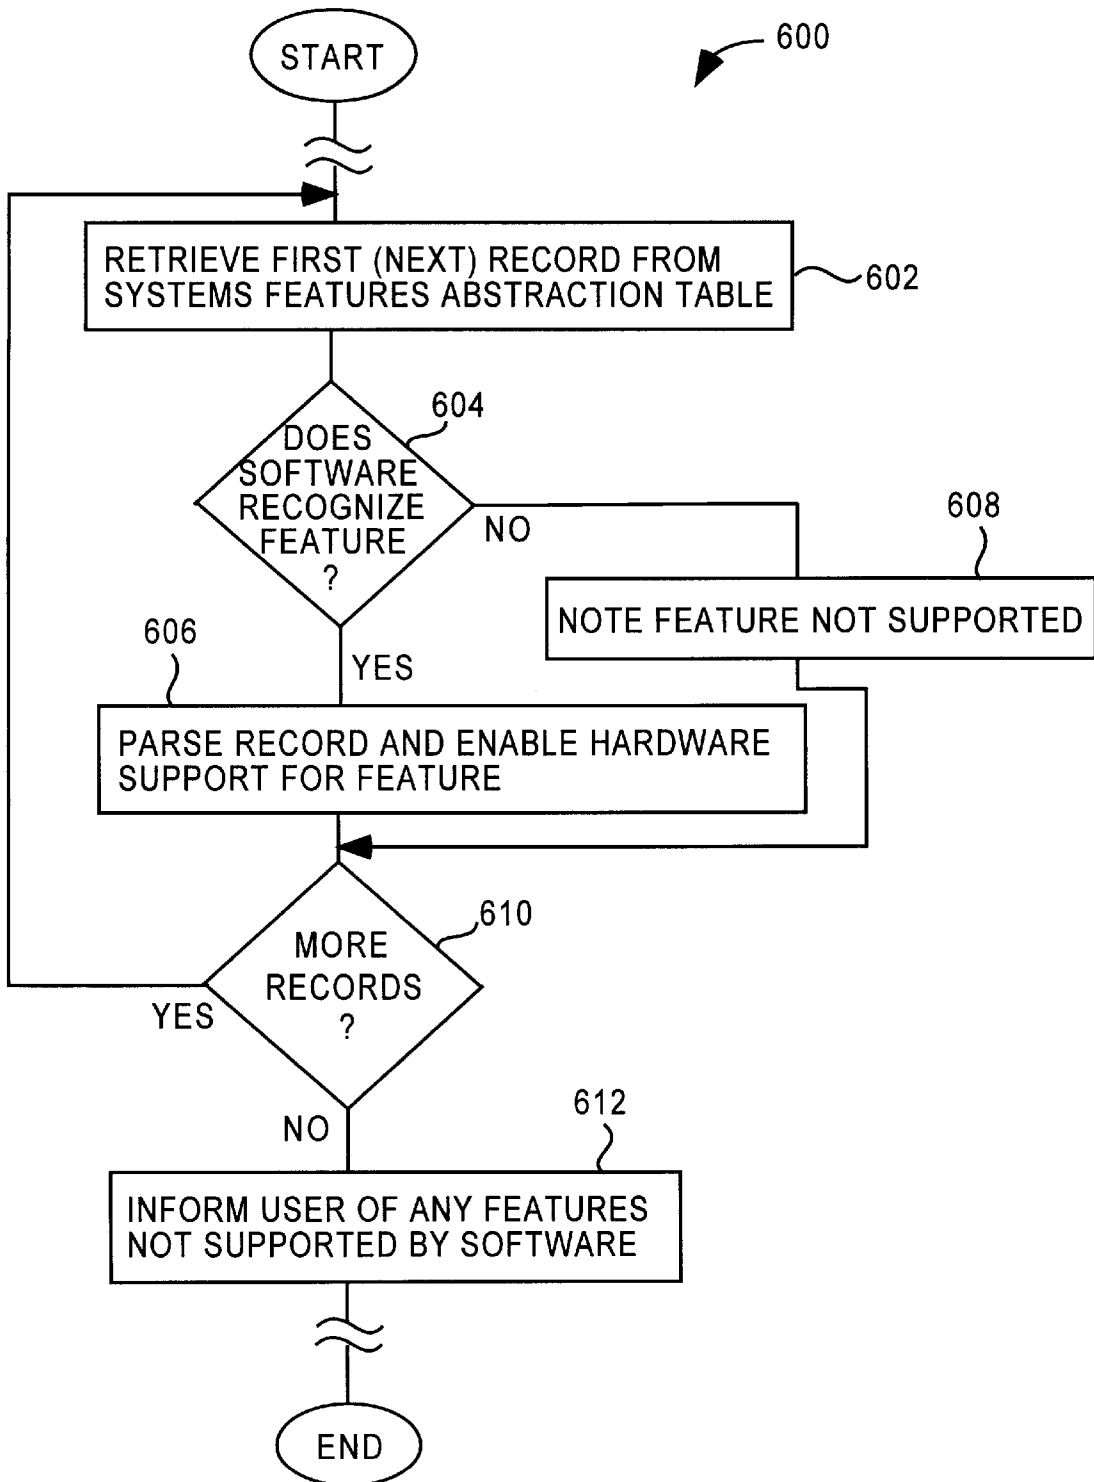 START
600
RETRIEVE FIRST (NEXT) RECORD FROM
SYSTEMS FEATURES ABSTRACTION TABLE
602
604
DOES
SOFTWARE
RECOGNIZE
FEATURE
?
NO
608
NOTE FEATURE NOT SUPPORTED
606
YES
PARSE RECORD AND ENABLE HARDWARE
SUPPORT FOR FEATURE
610
MORE
RECORDS
?
YES
NO
612
INFORM USER OF ANY FEATURES
NOT SUPPORTED BY SOFTWARE
END